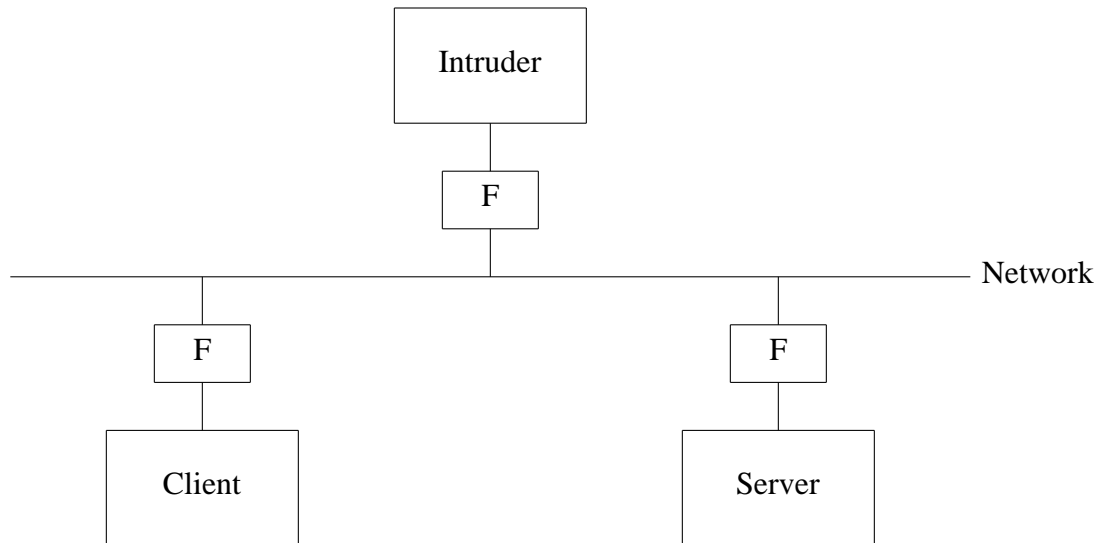 Intruder
F
Network
F
F
Client
Server